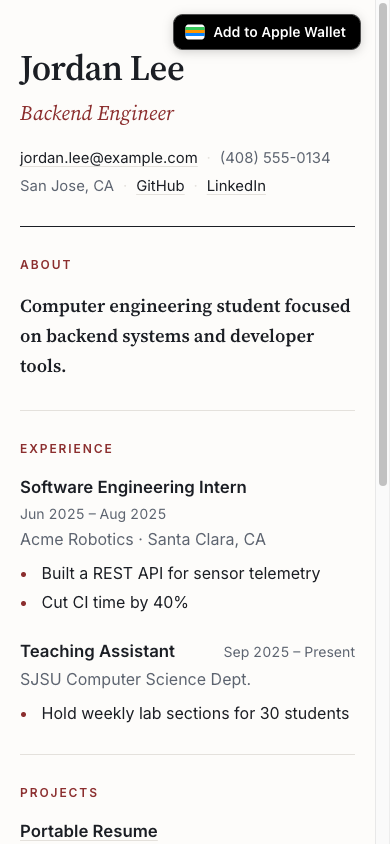 Add to Apple Wallet
Jordan Lee
Backend Engineer
jordan.lee@example.com · (408) 555-0134
San Jose, CA · GitHub · LinkedIn
ABOUT
Computer engineering student focused
on backend systems and developer
tools.
EXPERIENCE
Software Engineering Intern
Jun 2025 – Aug 2025
Acme Robotics · Santa Clara, CA
• Built a REST API for sensor telemetry
• Cut CI time by 40%
Teaching Assistant Sep 2025 – Present
SJSU Computer Science Dept.
• Hold weekly lab sections for 30 students
PROJECTS
Portable Resume